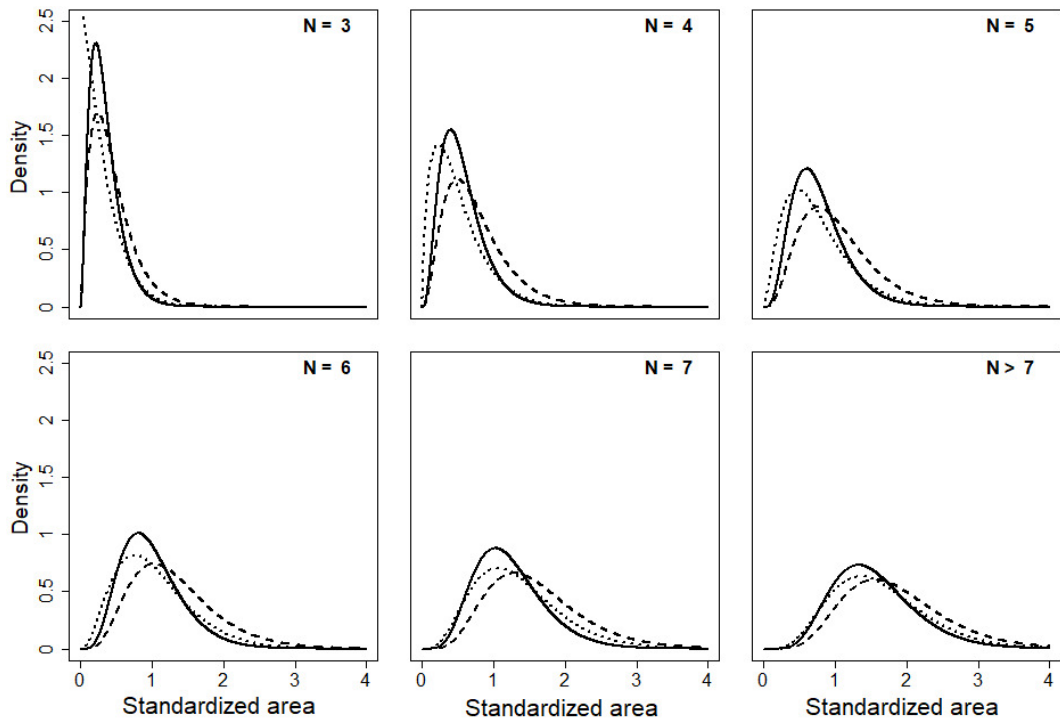 N = 3
N = 4
N = 5
2.5
2
1.5
1
0.5
0
Density
N = 6
N = 7
N > 7
2.5
2
1.5
1
0.5
0
Density
0 1 2 3 4
0 1 2 3 4
0 1 2 3 4
Standardized area
Standardized area
Standardized area